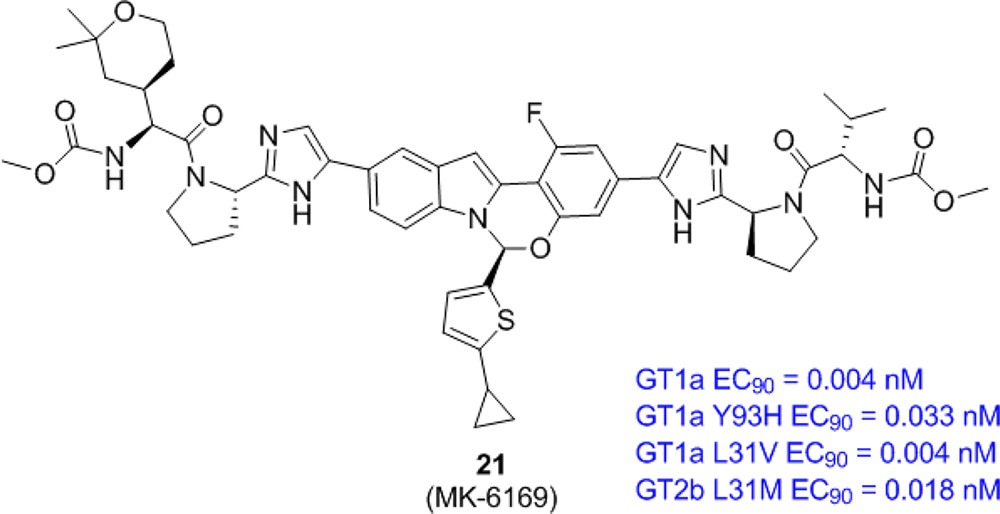 O
O
O
N
H
O
N
N
N
H
N
F
O
S
N
N
H
O
N
N
H
O
O
21
(MK-6169)
GT1a EC90 = 0.004 nM
GT1a Y93H EC90 = 0.033 nM
GT1a L31V EC90 = 0.004 nM
GT2b L31M EC90 = 0.018 nM